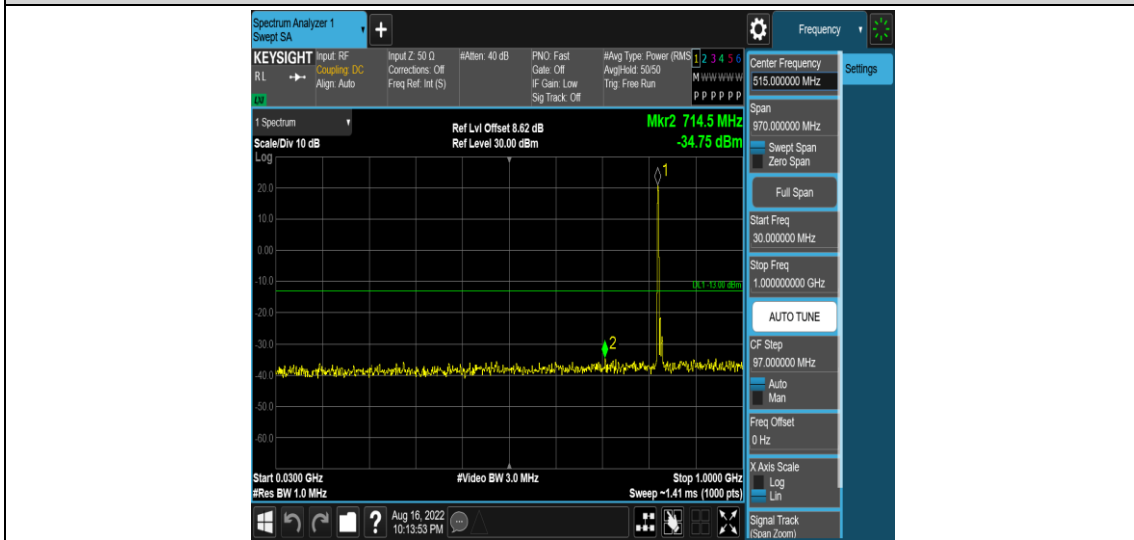 Spectrum Analyzer 1
Swept SA
+
Frequency
KEYSIGHT
RL
Input: RF
Coupling: DC
Align: Auto
Input Z: 50 Ω
Corrections: Off
Freq Ref: Int (S)
#Atten: 40 dB
PNO: Fast
Gate: Off
IF Gain: Low
Sig Track: Off
#Avg Type: Power (RMS
Avg|Hold: 50/50
Trig: Free Run
1 2 3 4 5 6
M W W W W W
P P P P P P
1 Spectrum
Scale/Div 10 dB
Log
Ref Lvl Offset 8.62 dB
Ref Level 30.00 dBm
Mkr2 714.5 MHz
-34.75 dBm
1
20.0
10.0
0.00
-10.0
DL1 -13.00 dBm
-20.0
-30.0
2
-40.0
-50.0
-60.0
Start 0.0300 GHz
#Res BW 1.0 MHz
#Video BW 3.0 MHz
Stop 1.0000 GHz
Sweep ~1.41 ms (1000 pts)
Center Frequency
515.000000 MHz
Settings
Span
970.000000 MHz
Swept Span
Zero Span
Full Span
Start Freq
30.000000 MHz
Stop Freq
1.000000000 GHz
AUTO TUNE
CF Step
97.000000 MHz
Auto
Man
Freq Offset
0 Hz
X Axis Scale
Log
Lin
Signal Track
(Span Zoom)
?
Aug 16, 2022
10:13:53 PM